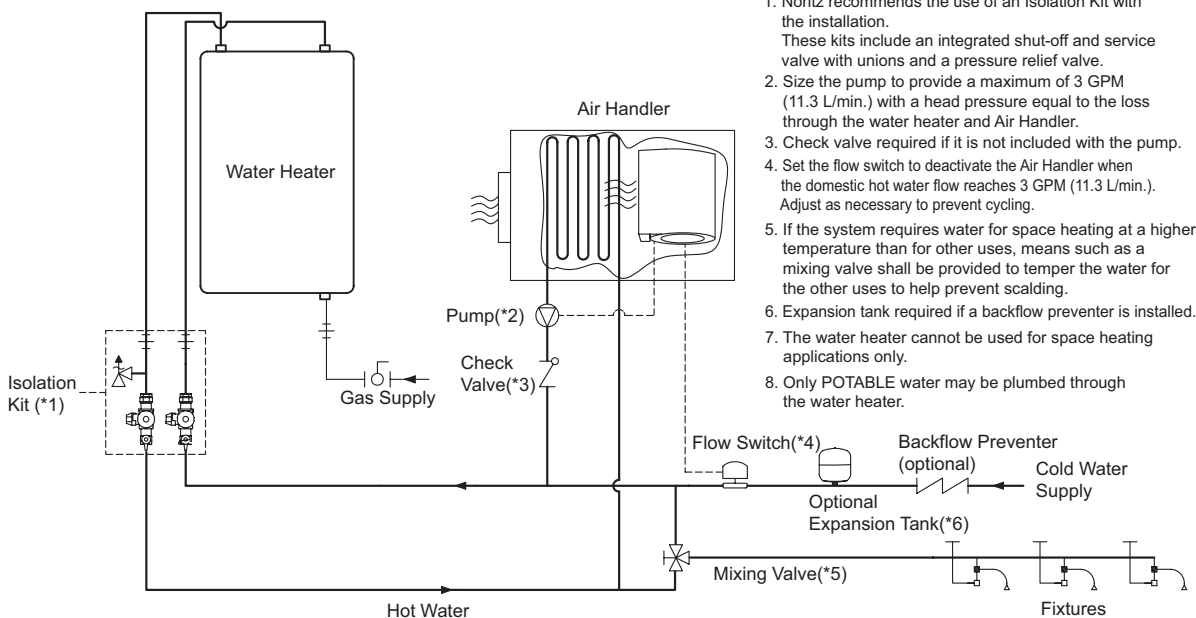 1. Noritz recommends the use of an Isolation Kit with
the installation.
These kits include an integrated shut-off and service
valve with unions and a pressure relief valve.
2. Size the pump to provide a maximum of 3 GPM
(11.3 L/min.) with a head pressure equal to the loss
through the water heater and Air Handler.
3. Check valve required if it is not included with the pump.
4. Set the flow switch to deactivate the Air Handler when
the domestic hot water flow reaches 3 GPM (11.3 L/min.).
Adjust as necessary to prevent cycling.
5. If the system requires water for space heating at a higher
temperature than for other uses, means such as a
mixing valve shall be provided to temper the water for
the other uses to help prevent scalding.
6. Expansion tank required if a backflow preventer is installed.
7. The water heater cannot be used for space heating
applications only.
8. Only POTABLE water may be plumbed through
the water heater.
Air Handler
Water Heater
Pump(*2)
Check
Valve(*3)
Gas Supply
Isolation
Kit (*1)
Flow Switch(*4)
Backflow Preventer
(optional)
Cold Water
Supply
Optional
Expansion Tank(*6)
Mixing Valve(*5)
Hot Water
Fixtures